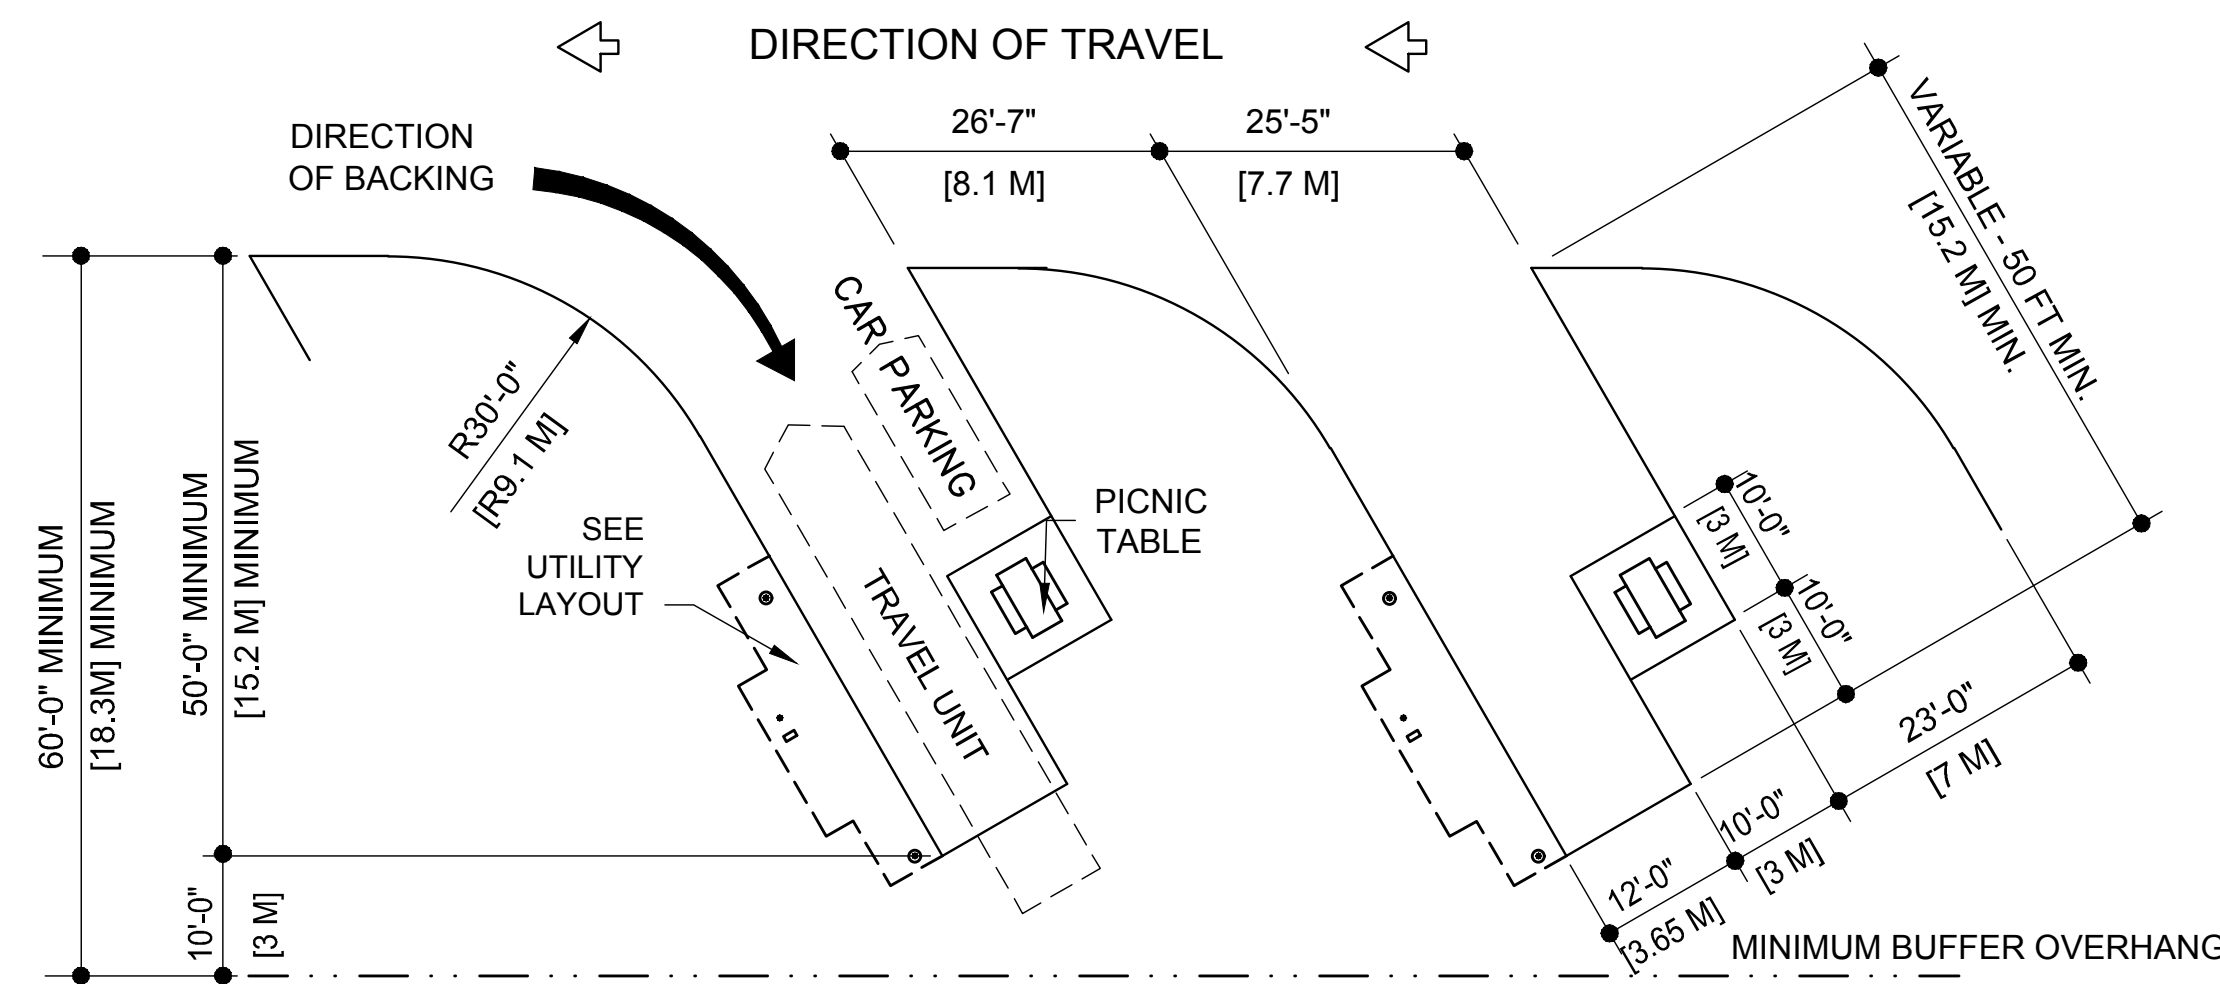 DIRECTION OF TRAVEL
DIRECTION
OF BACKING
26'-7"
[8.1 M]
25'-5"
[7.7 M]
VARIABLE - 50 FT MIN.
[15.2 M] MIN.
CAR PARKING
R30'-0"
[R9.1 M]
60'-0" MINIMUM
[18.3M] MINIMUM
50'-0" MINIMUM
[15.2 M] MINIMUM
SEE
UTILITY
LAYOUT
PICNIC
TABLE
TRAVEL UNIT
10'-0"
[3 M]
10'-0"
[3 M]
23'-0"
[7 M]
10'-0"
[3 M]
12'-0"
[3.65 M]
10'-0"
[3 M]
MINIMUM BUFFER OVERHANG